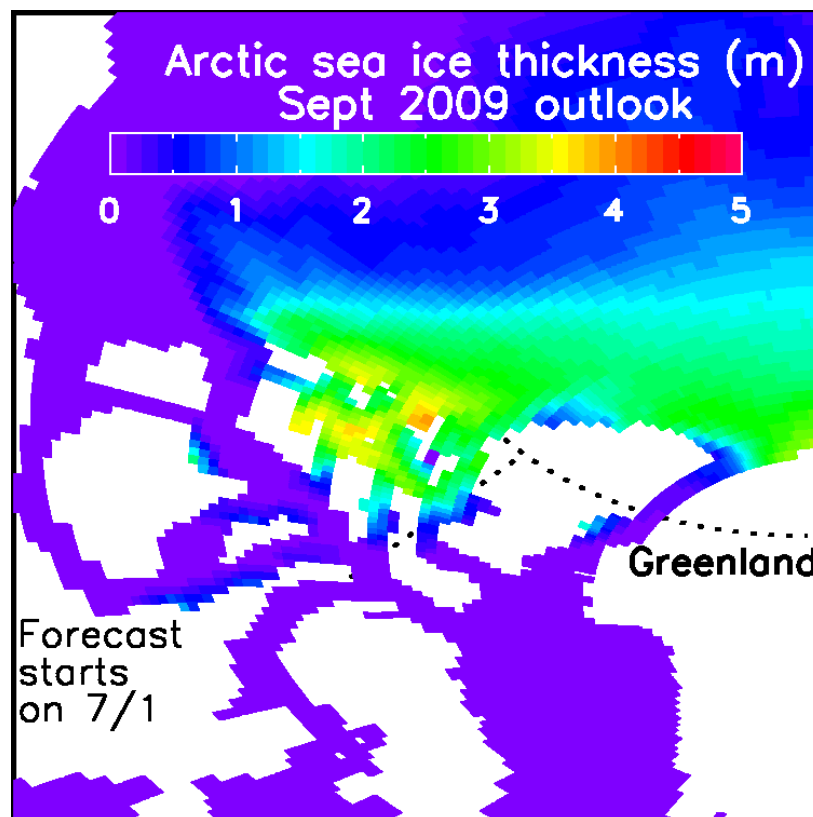 Arctic sea ice thickness (m)
Sept 2009 outlook
0 1 2 3 4 5
Greenland
Forecast
starts
on 7/1